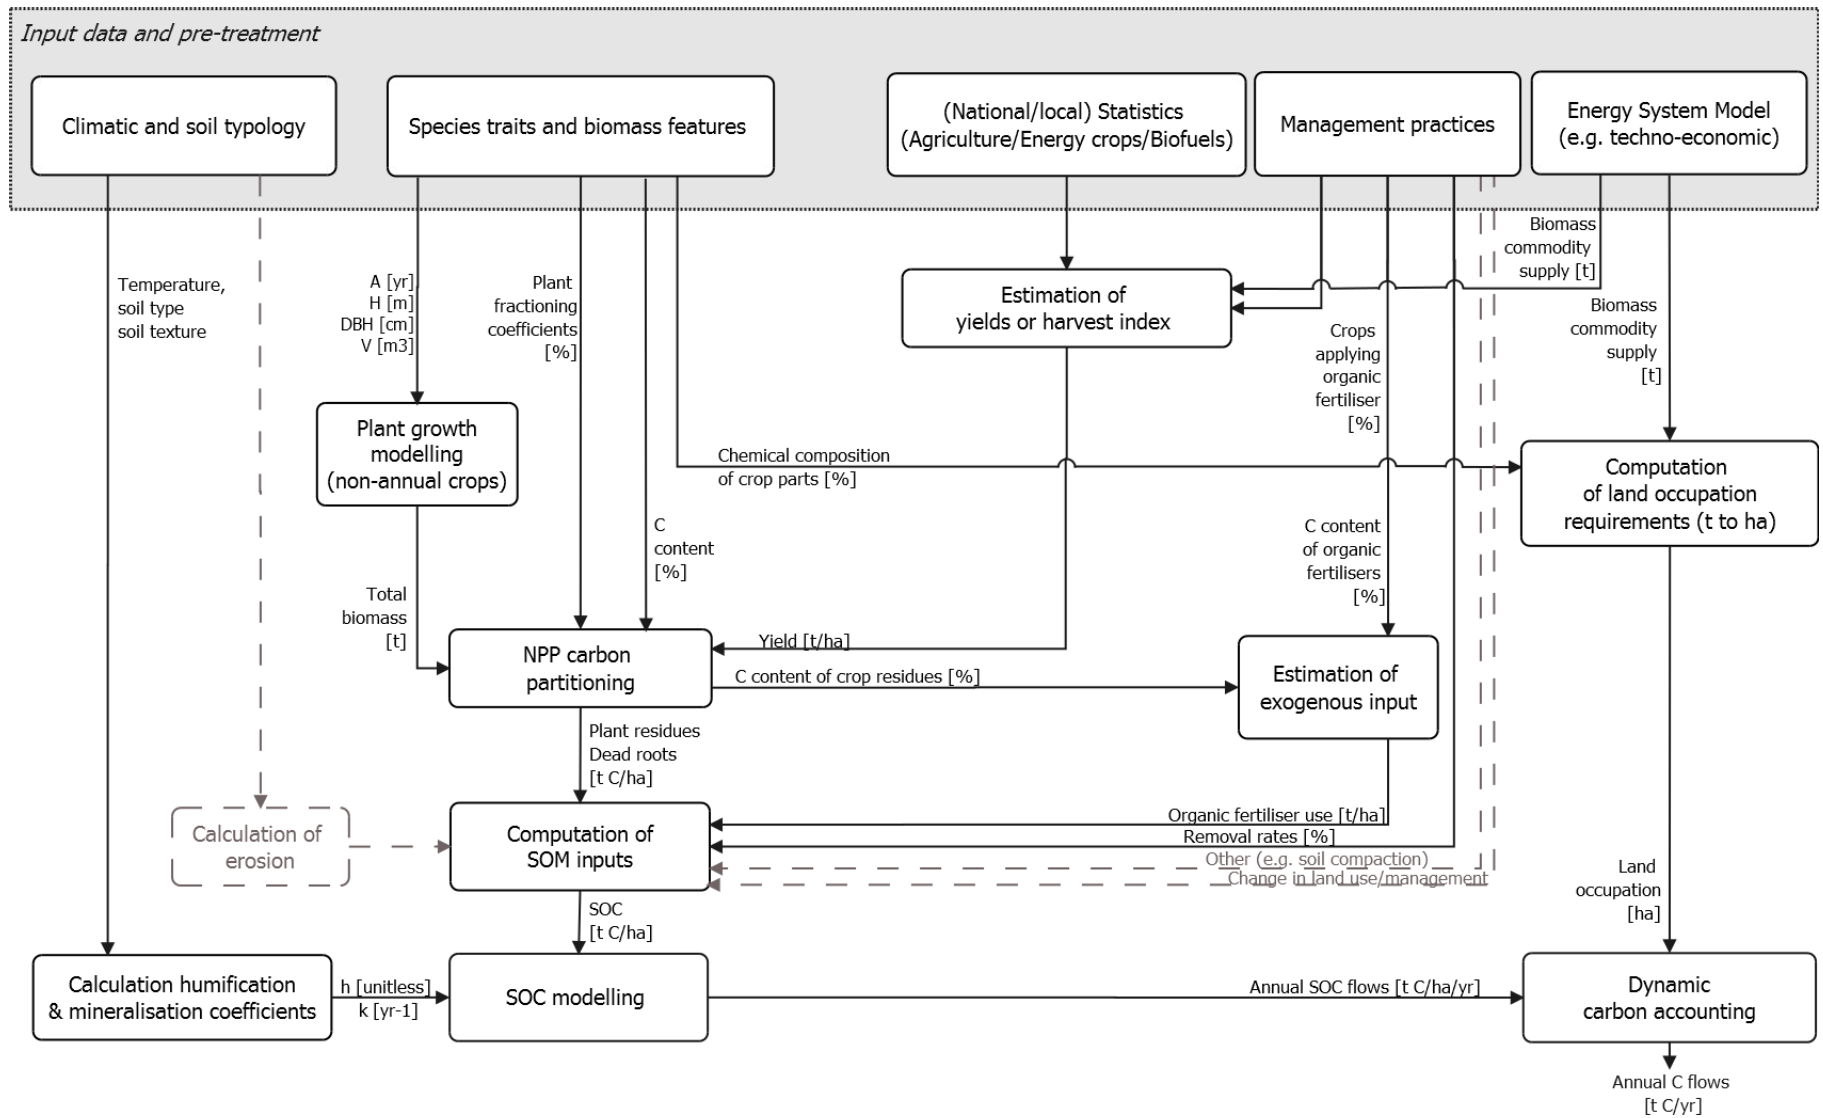 Input data and pre-treatment
Climatic and soil typology
Species traits and biomass features
(National/local) Statistics
(Agriculture/Energy crops/Biofuels)
Management practices
Energy System Model
(e.g. techno-economic)
Temperature,
soil type
soil texture
A [yr]
H [m]
DBH [cm]
V [m3]
Plant
fractioning
coefficients
[%]
Estimation of
yields or harvest index
Biomass
commodity
supply [t]
Biomass
commodity
supply
[t]
Crops
applying
organic
fertiliser
[%]
Plant growth
modelling
(non-annual crops)
Chemical composition
of crop parts [%]
Computation
of land occupation
requirements (t to ha)
C
content
[%]
C content
of organic
fertilisers
[%]
Total
biomass
[t]
NPP carbon
partitioning
Yield [t/ha]
C content of crop residues [%]
Estimation of
exogenous input
Plant residues
Dead roots
[t C/ha]
Calculation of
erosion
Computation of
SOM inputs
Organic fertiliser use [t/ha]
Removal rates [%]
Other (e.g. soil compaction)
Change in land use/management
Land
occupation
[ha]
SOC
[t C/ha]
Calculation humification
& mineralisation coefficients
h [unitless]
k [yr-1]
SOC modelling
Annual SOC flows [t C/ha/yr]
Dynamic
carbon accounting
Annual C flows
[t C/yr]